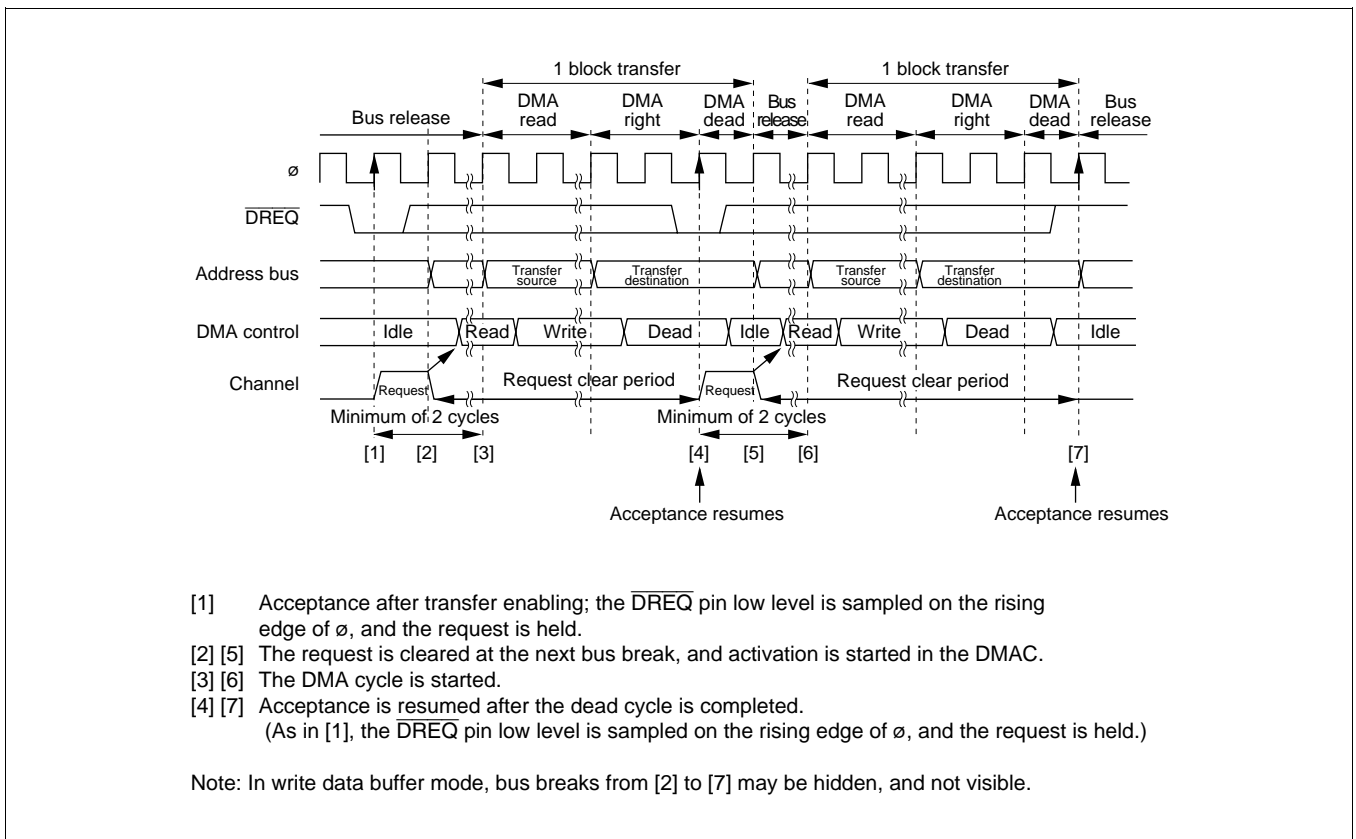 1 block transfer 1 block transfer
Bus release DMA read DMA right DMA dead Bus release DMA read DMA right DMA dead Bus release
ø
DREQ
Address bus Transfer source Transfer destination Transfer source Transfer destination
DMA control Idle Read Write Dead Idle Read Write Dead Idle
Channel Request Request clear period Request Request clear period
Minimum of 2 cycles Minimum of 2 cycles
[1] [2] [3] [4] [5] [6] [7]
Acceptance resumes Acceptance resumes
[1] Acceptance after transfer enabling; the DREQ pin low level is sampled on the rising
edge of ø, and the request is held.
[2] [5] The request is cleared at the next bus break, and activation is started in the DMAC.
[3] [6] The DMA cycle is started.
[4] [7] Acceptance is resumed after the dead cycle is completed.
(As in [1], the DREQ pin low level is sampled on the rising edge of ø, and the request is held.)
Note: In write data buffer mode, bus breaks from [2] to [7] may be hidden, and not visible.